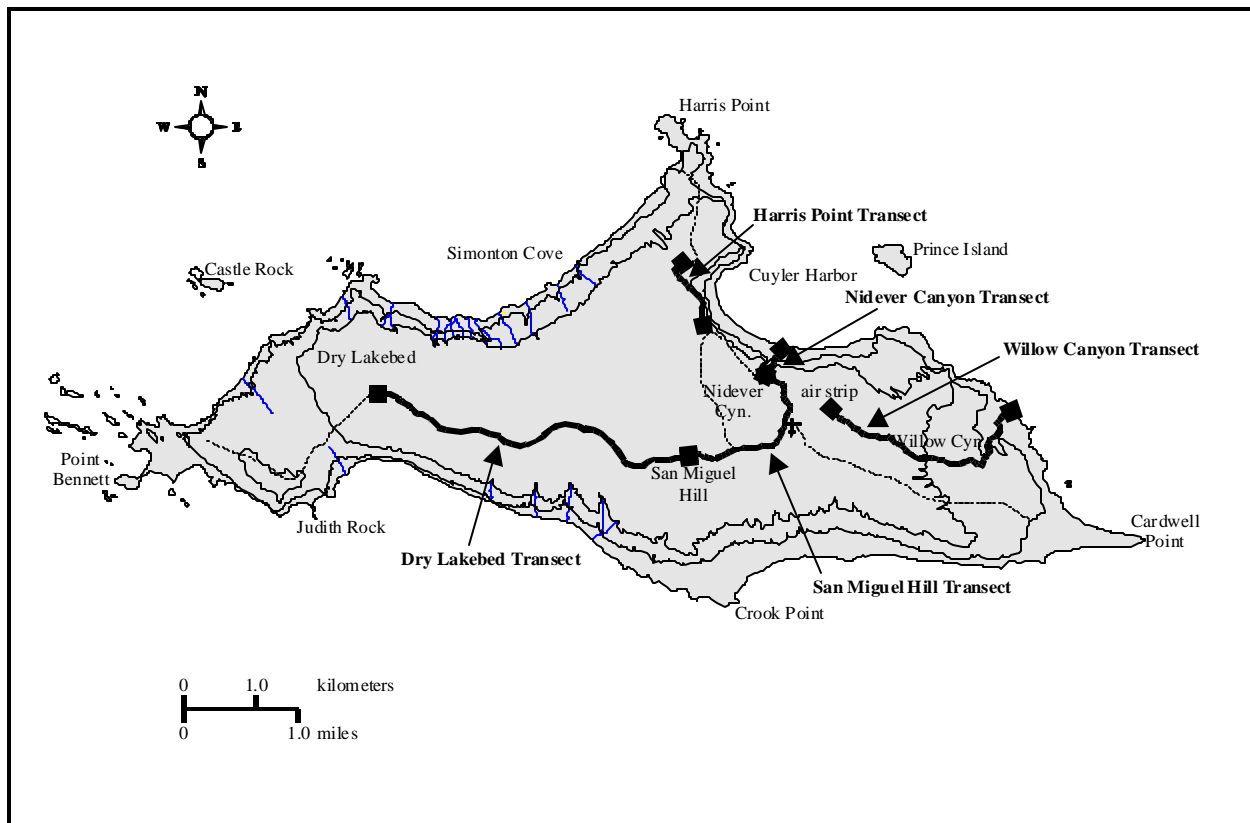 N
W E
S
Harris Point
Harris Point Transect
Simonton Cove
Prince Island
Castle Rock
Cuyler Harbor
Nidever Canyon Transect
Willow Canyon Transect
Dry Lakebed
Nidever
Cyn.
air strip
Willow Cyn
Point
Bennett
San Miguel
Hill
Judith Rock
Cardwell
Point
Dry Lakebed Transect
San Miguel Hill Transect
Crook Point
0 1.0 kilometers
0 1.0 miles